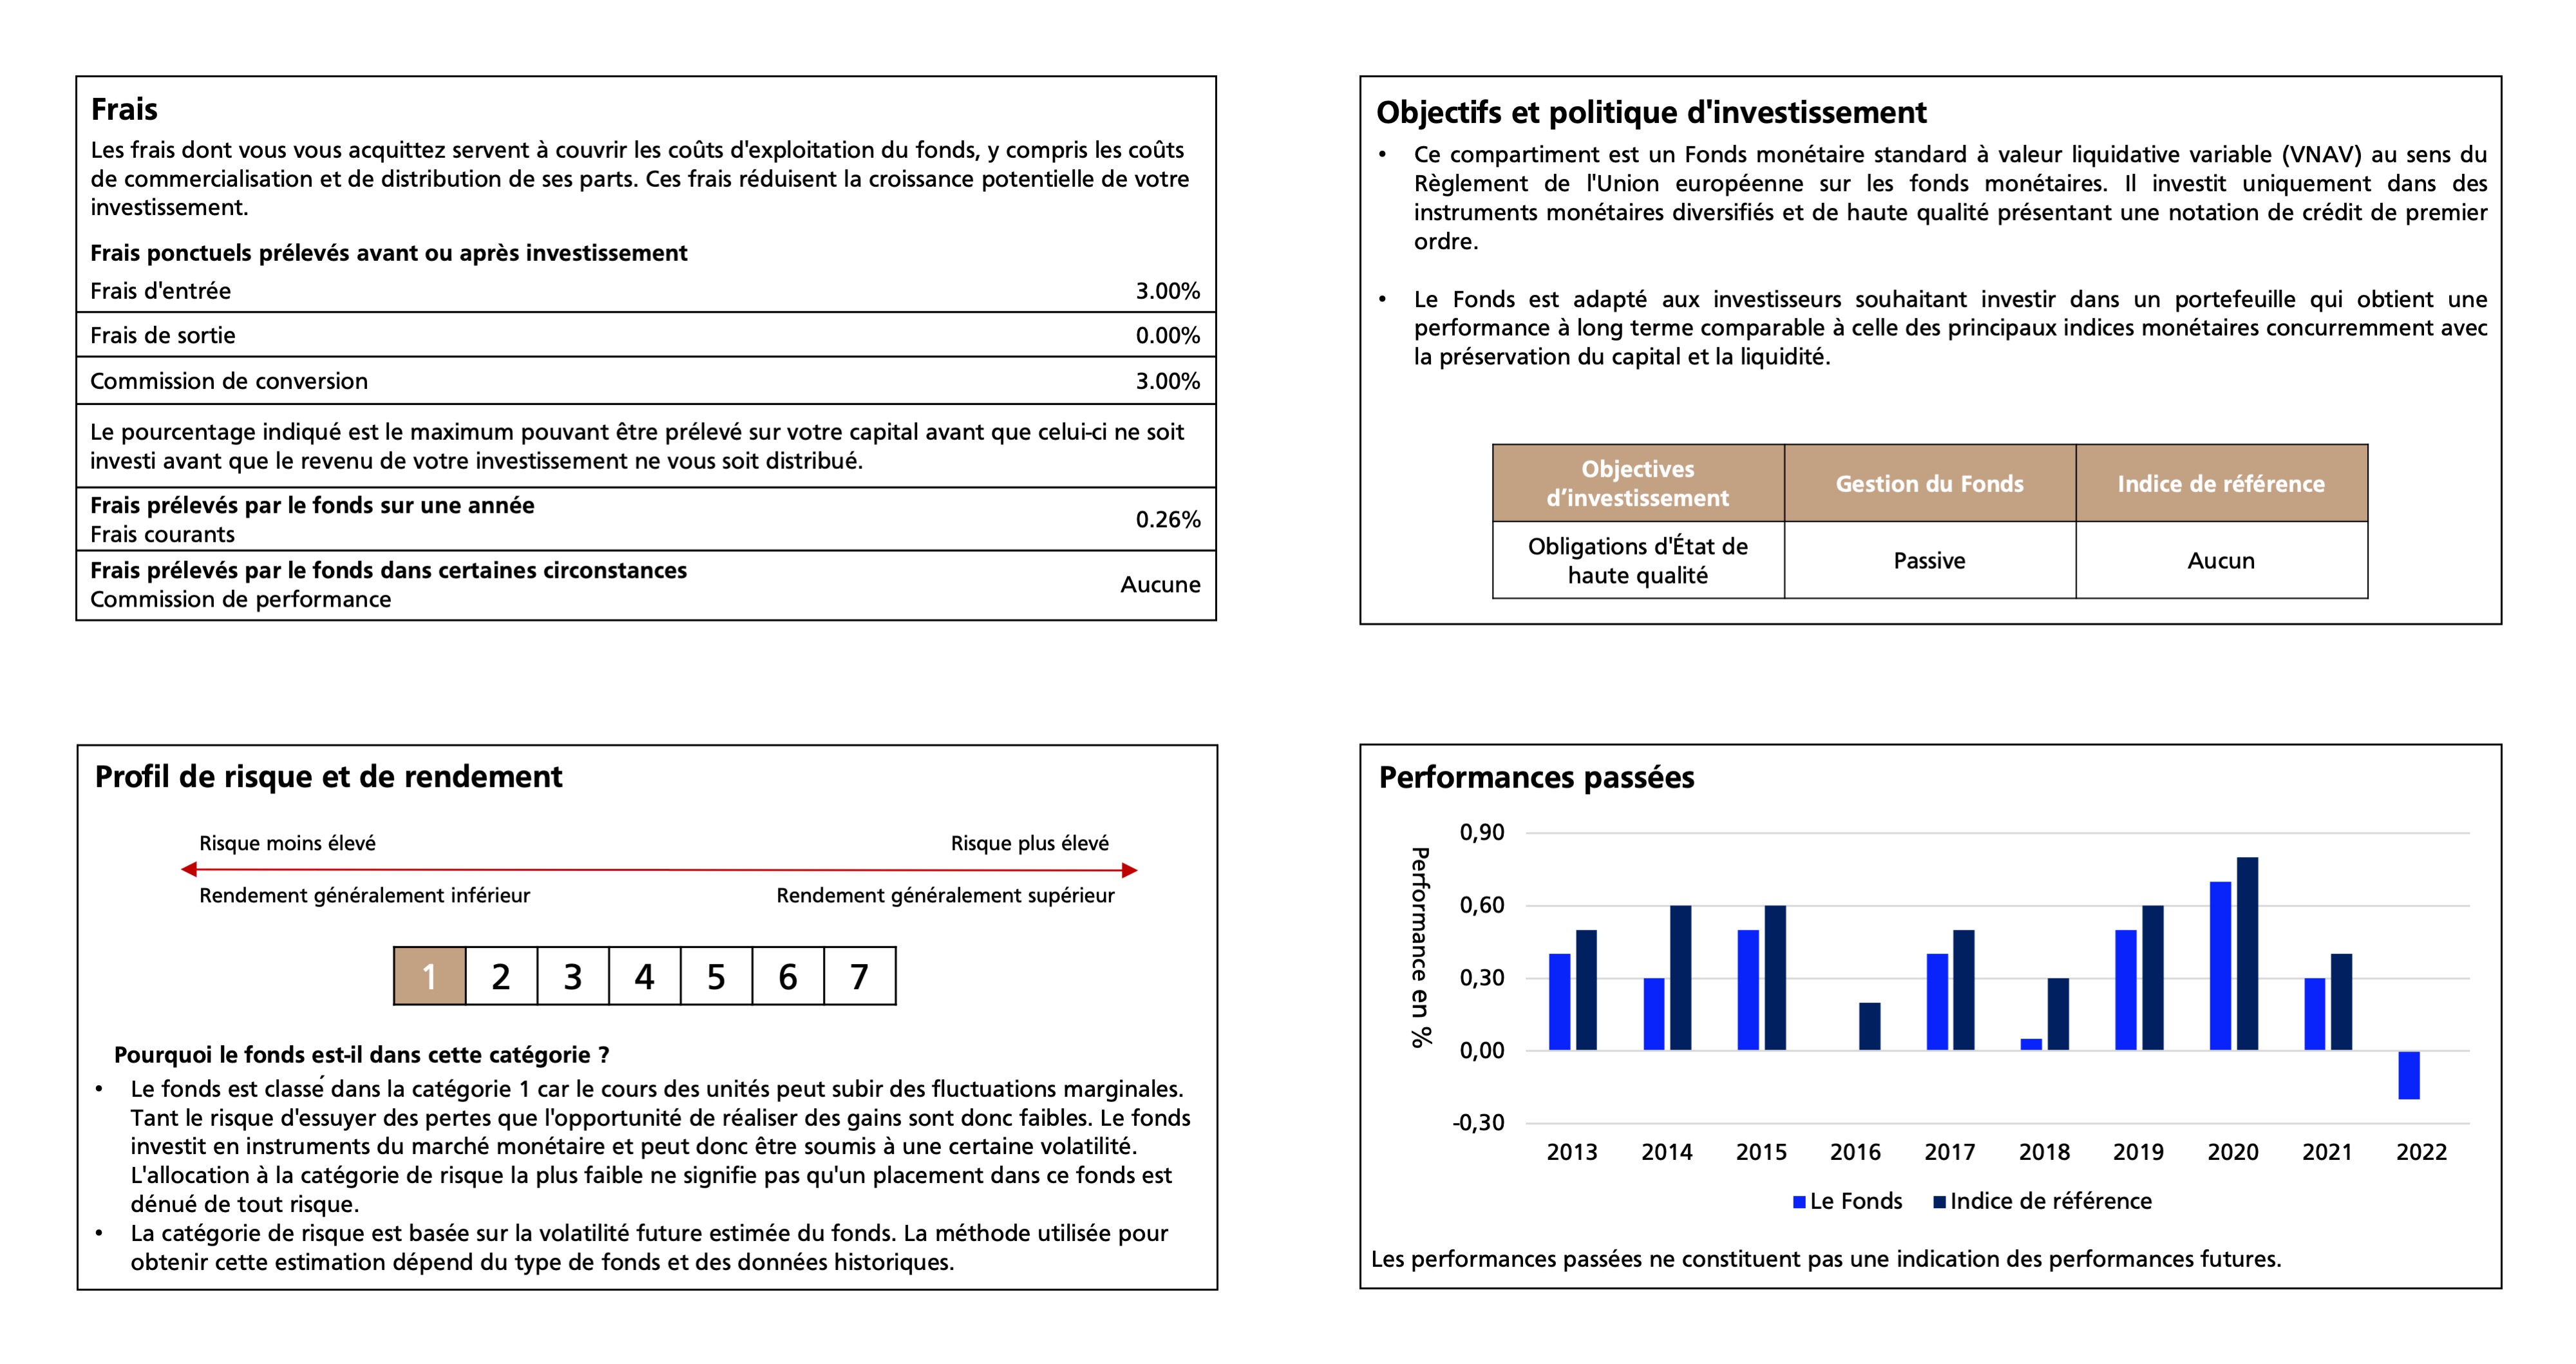 Frais
Les frais dont vous vous acquittez servent à couvrir les coûts d'exploitation du fonds, y compris les coûts
de commercialisation et de distribution de ses parts. Ces frais réduisent la croissance potentielle de votre
investissement.
Frais ponctuels prélevés avant ou après investissement
Frais d'entrée 3.00%
Frais de sortie 0.00%
Commission de conversion 3.00%
Le pourcentage indiqué est le maximum pouvant être prélevé sur votre capital avant que celui-ci ne soit
investi avant que le revenu de votre investissement ne vous soit distribué.
Frais prélevés par le fonds sur une année
Frais courants 0.26%
Frais prélevés par le fonds dans certaines circonstances
Commission de performance Aucune
Objectifs et politique d'investissement
• Ce compartiment est un Fonds monétaire standard à valeur liquidative variable (VNAV) au sens du
Règlement de l'Union européenne sur les fonds monétaires. Il investit uniquement dans des
instruments monétaires diversifiés et de haute qualité présentant une notation de crédit de premier
ordre.
• Le Fonds est adapté aux investisseurs souhaitant investir dans un portefeuille qui obtient une
performance à long terme comparable à celle des principaux indices monétaires concurremment avec
la préservation du capital et la liquidité.
Objectives
d’investissement
Gestion du Fonds
Indice de référence
Obligations d'État de
haute qualité
Passive
Aucun
Profil de risque et de rendement
Risque moins élevé Risque plus élevé
Rendement généralement inférieur Rendement généralement supérieur
1 2 3 4 5 6 7
Pourquoi le fonds est-il dans cette catégorie ?
• Le fonds est classé dans la catégorie 1 car le cours des unités peut subir des fluctuations marginales.
Tant le risque d'essuyer des pertes que l'opportunité de réaliser des gains sont donc faibles. Le fonds
investit en instruments du marché monétaire et peut donc être soumis à une certaine volatilité.
L'allocation à la catégorie de risque la plus faible ne signifie pas qu'un placement dans ce fonds est
dénué de tout risque.
• La catégorie de risque est basée sur la volatilité future estimée du fonds. La méthode utilisée pour
obtenir cette estimation dépend du type de fonds et des données historiques.
Performances passées
Performance en %
0,90
0,60
0,30
0,00
-0,30
2013 2014 2015 2016 2017 2018 2019 2020 2021 2022
Le Fonds Indice de référence
Les performances passées ne constituent pas une indication des performances futures.